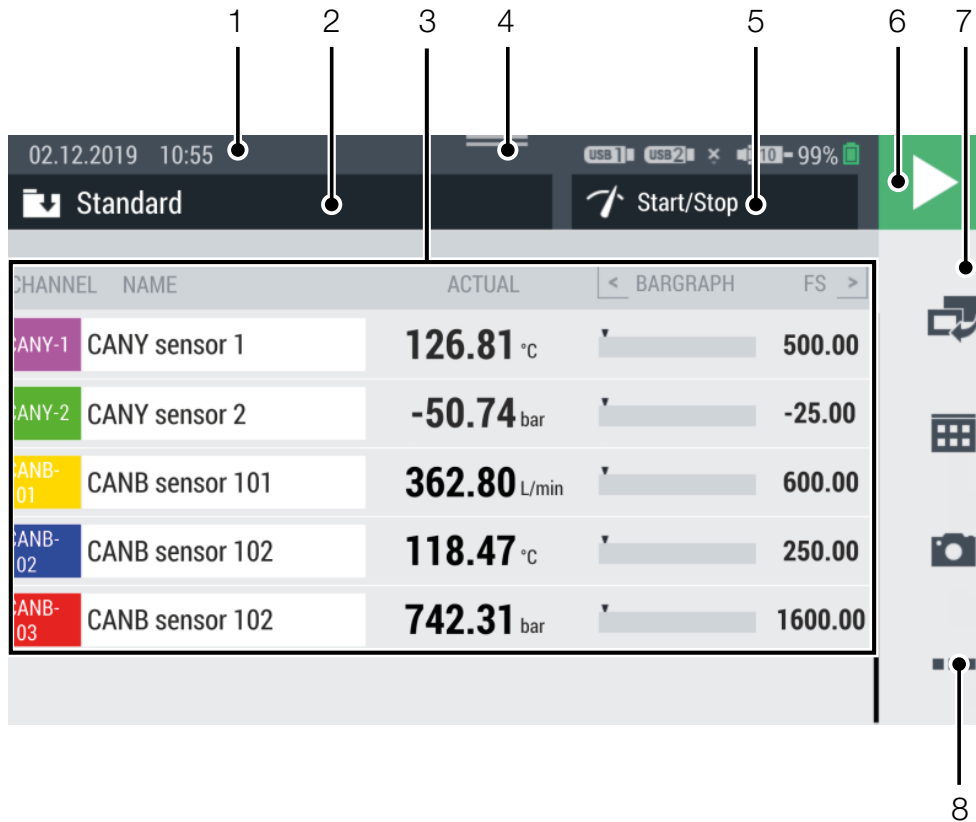 1 2 3 4 5 6 7
02.12.2019 10:55 USB 1 USB 2 10 99%
Standard Start/Stop
CHANNEL NAME ACTUAL < BARGRAPH FS >
CANY-1 CANY sensor 1 126.81 °C 500.00
CANY-2 CANY sensor 2 -50.74 bar -25.00
CANB-
01 CANB sensor 101 362.80 L/min 600.00
CANB-
02 CANB sensor 102 118.47 °C 250.00
CANB-
03 CANB sensor 102 742.31 bar 1600.00
8